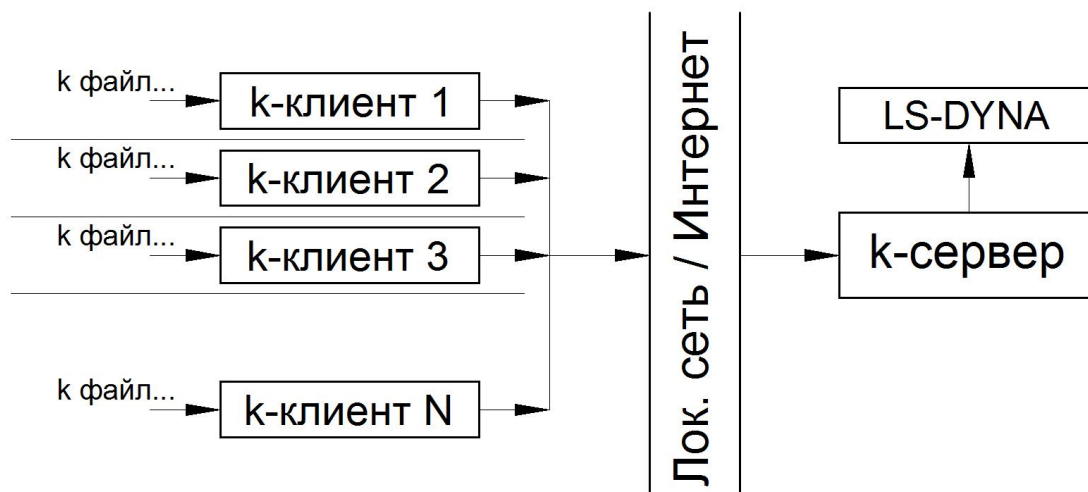 k файл...
k-клиент 1
k файл...
k-клиент 2
k файл...
k-клиент 3
k файл...
k-клиент N
Лок. сеть / Интернет
LS-DYNA
k-сервер